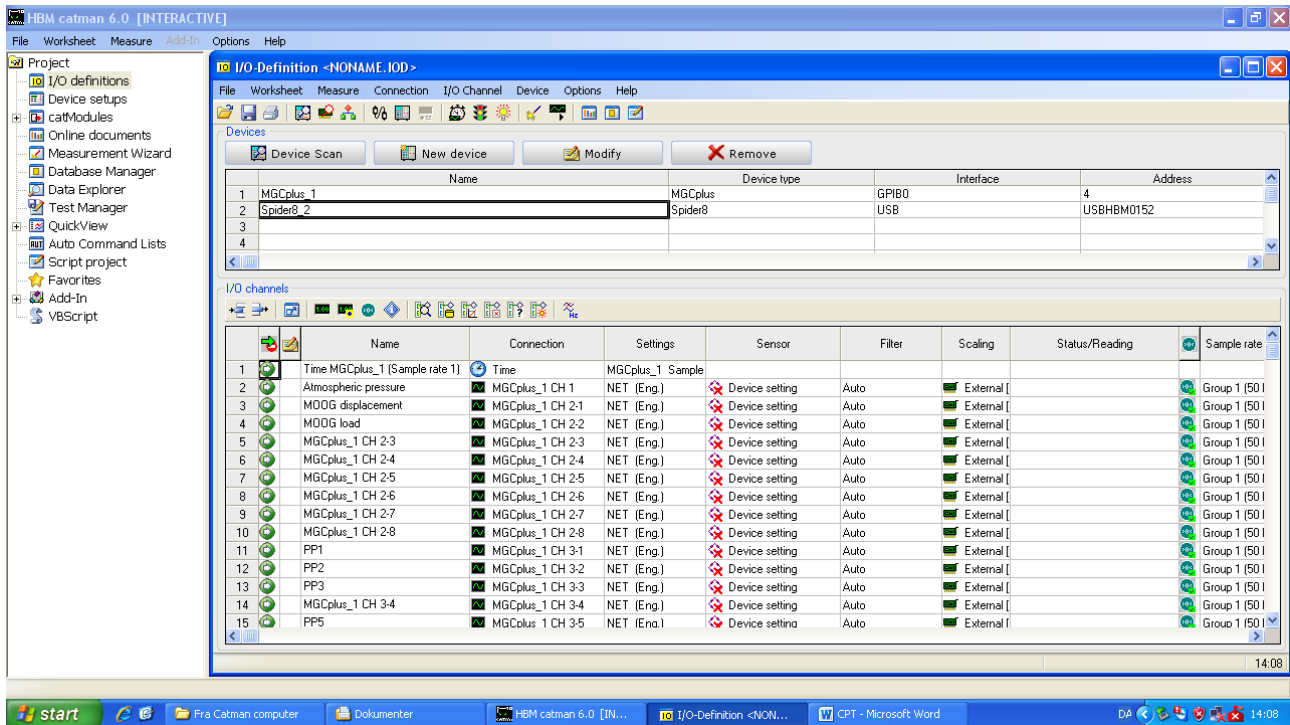 HBM catman 6.0 [INTERACTIVE]
File Worksheet Measure Add-In Options Help
Project
I/O definitions
Device setups
catModules
Online documents
Measurement Wizard
Database Manager
Data Explorer
Test Manager
QuickView
Auto Command Lists
Script project
Favorites
Add-In
VBScript
I/O-Definition <NONAME.IOD>
File Worksheet Measure Connection I/O Channel Device Options Help
Devices
Device Scan New device Modify Remove
Name Device type Interface Address
1 MGCplus_1 MGCplus GPIB0 4
2 Spider8_2 Spider8 USB USBHBM0152
3
4
I/O channels
Name Connection Settings Sensor Filter Scaling Status/Reading Sample rate
1 Time MGCplus_1 (Sample rate 1) Time MGCplus_1 Sample
2 Atmospheric pressure MGCplus_1 CH 1 NET (Eng.) Device setting Auto External [ Group 1 (50
3 MOOG displacement MGCplus_1 CH 2-1 NET (Eng.) Device setting Auto External [ Group 1 (50
4 MOOG load MGCplus_1 CH 2-2 NET (Eng.) Device setting Auto External [ Group 1 (50
5 MGCplus_1 CH 2-3 MGCplus_1 CH 2-3 NET (Eng.) Device setting Auto External [ Group 1 (50
6 MGCplus_1 CH 2-4 MGCplus_1 CH 2-4 NET (Eng.) Device setting Auto External [ Group 1 (50
7 MGCplus_1 CH 2-5 MGCplus_1 CH 2-5 NET (Eng.) Device setting Auto External [ Group 1 (50
8 MGCplus_1 CH 2-6 MGCplus_1 CH 2-6 NET (Eng.) Device setting Auto External [ Group 1 (50
9 MGCplus_1 CH 2-7 MGCplus_1 CH 2-7 NET (Eng.) Device setting Auto External [ Group 1 (50
10 MGCplus_1 CH 2-8 MGCplus_1 CH 2-8 NET (Eng.) Device setting Auto External [ Group 1 (50
11 PP1 MGCplus_1 CH 3-1 NET (Eng.) Device setting Auto External [ Group 1 (50
12 PP2 MGCplus_1 CH 3-2 NET (Eng.) Device setting Auto External [ Group 1 (50
13 PP3 MGCplus_1 CH 3-3 NET (Eng.) Device setting Auto External [ Group 1 (50
14 MGCplus_1 CH 3-4 MGCplus_1 CH 3-4 NET (Eng.) Device setting Auto External [ Group 1 (50
15 PP5 MGCplus_1 CH 3-5 NET (Eng.) Device setting Auto External [ Group 1 (50
14:08
start Fra Catman computer Dokumenter HBM catman 6.0 [IN... I/O-Definition <NON... CPT - Microsoft Word DA 14:08